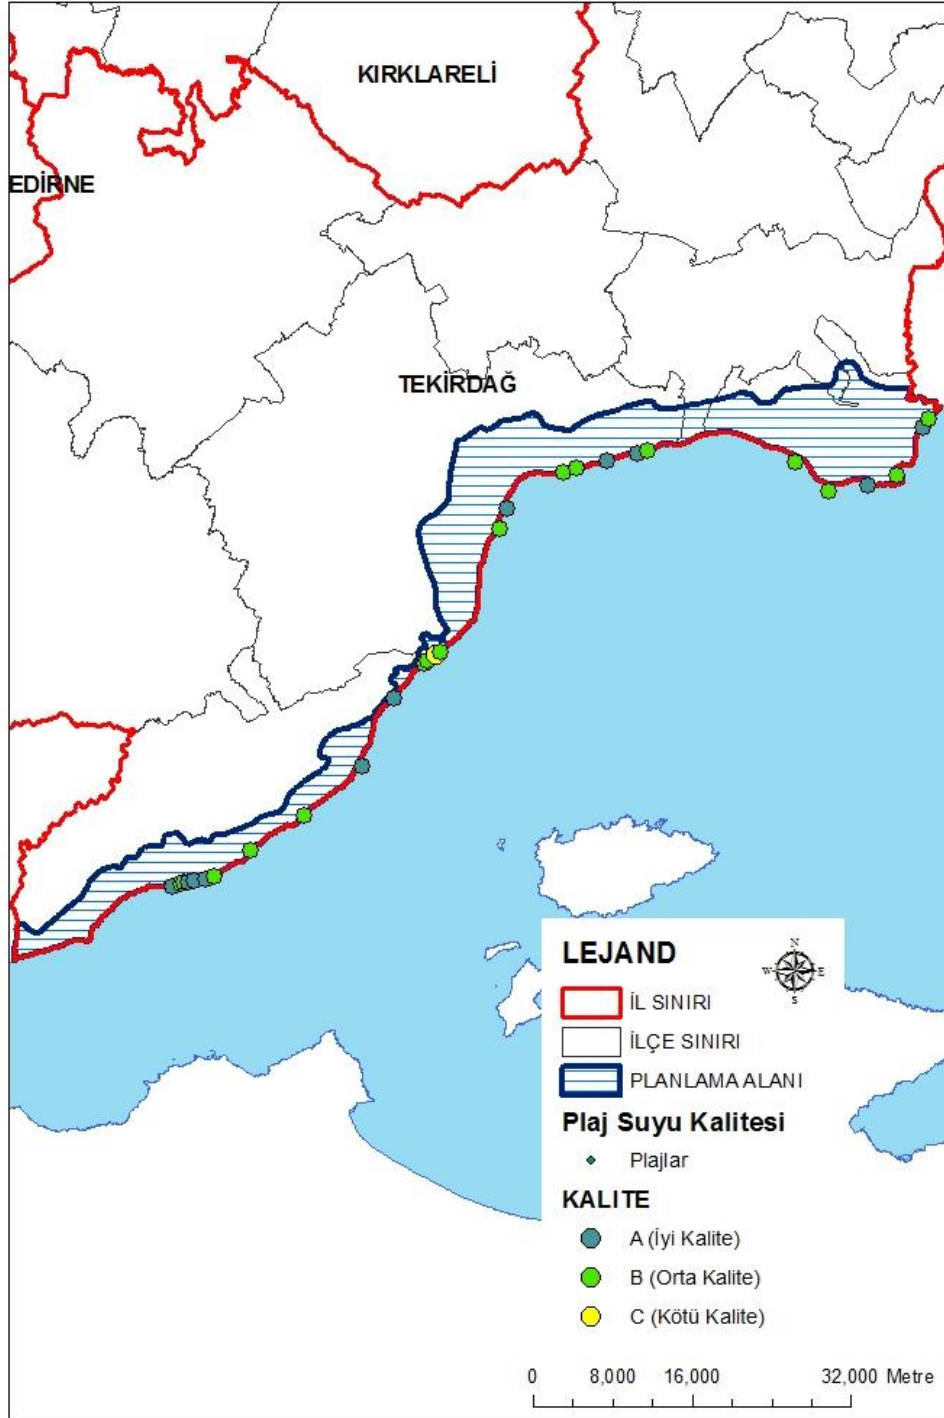 KIRKLARELİ
EDİRNE
TEKİRDAĞ
LEJAND
N
W E
S
İL SINIRI
İLÇE SINIRI
PLANLAMA ALANI
Plaj Suyu Kalitesi
Plajlar
KALITE
A (İyi Kalite)
B (Orta Kalite)
C (Kötü Kalite)
0 8,000 16,000 32,000 Metre